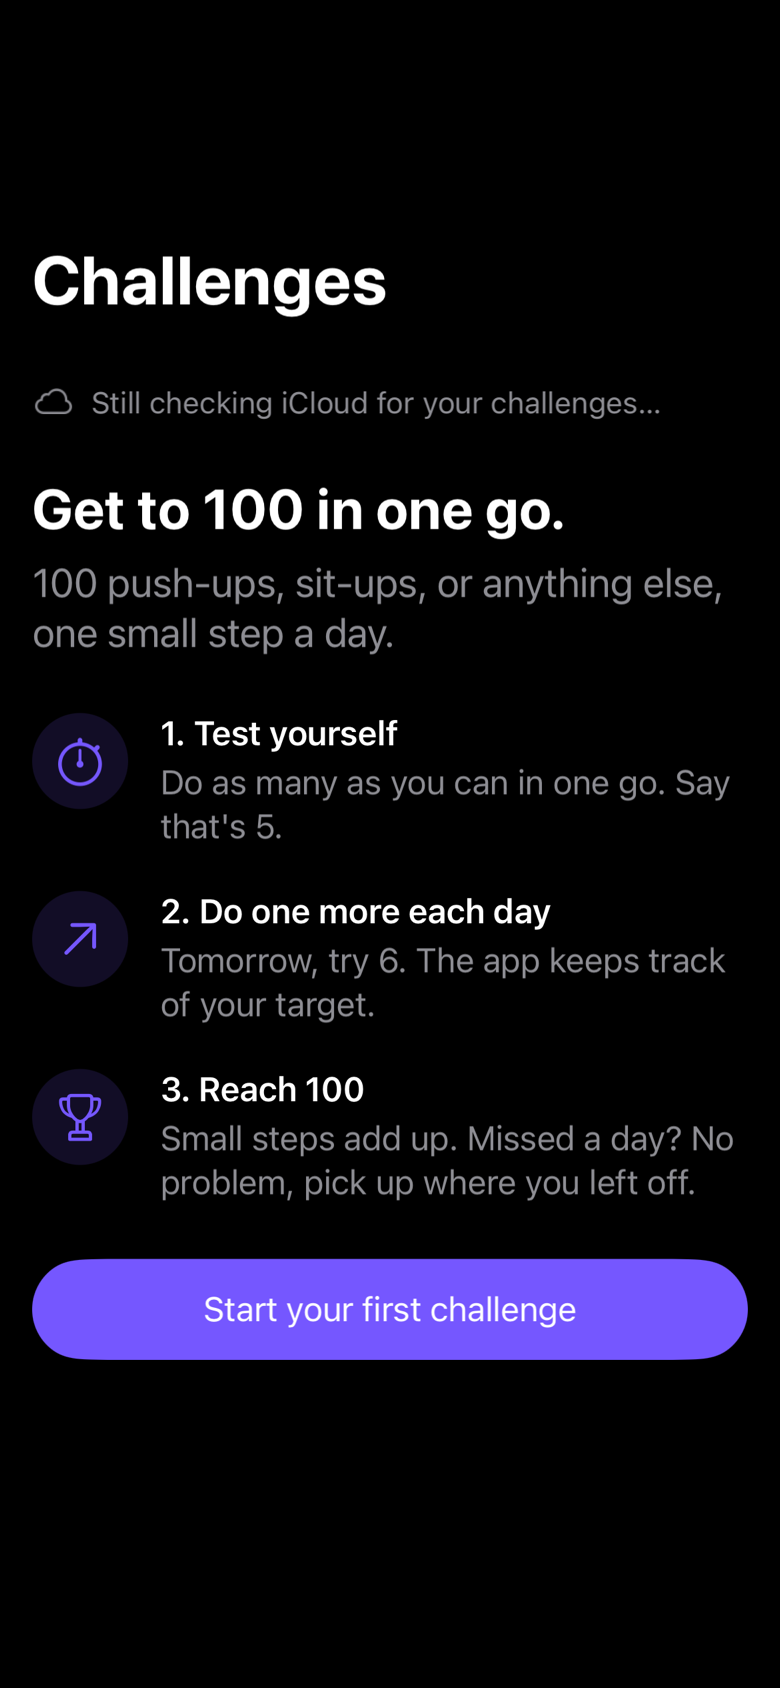 Challenges
Still checking iCloud for your challenges...
Get to 100 in one go.
100 push-ups, sit-ups, or anything else,
one small step a day.
1. Test yourself
Do as many as you can in one go. Say
that's 5.
2. Do one more each day
Tomorrow, try 6. The app keeps track
of your target.
3. Reach 100
Small steps add up. Missed a day? No
problem, pick up where you left off.
Start your first challenge